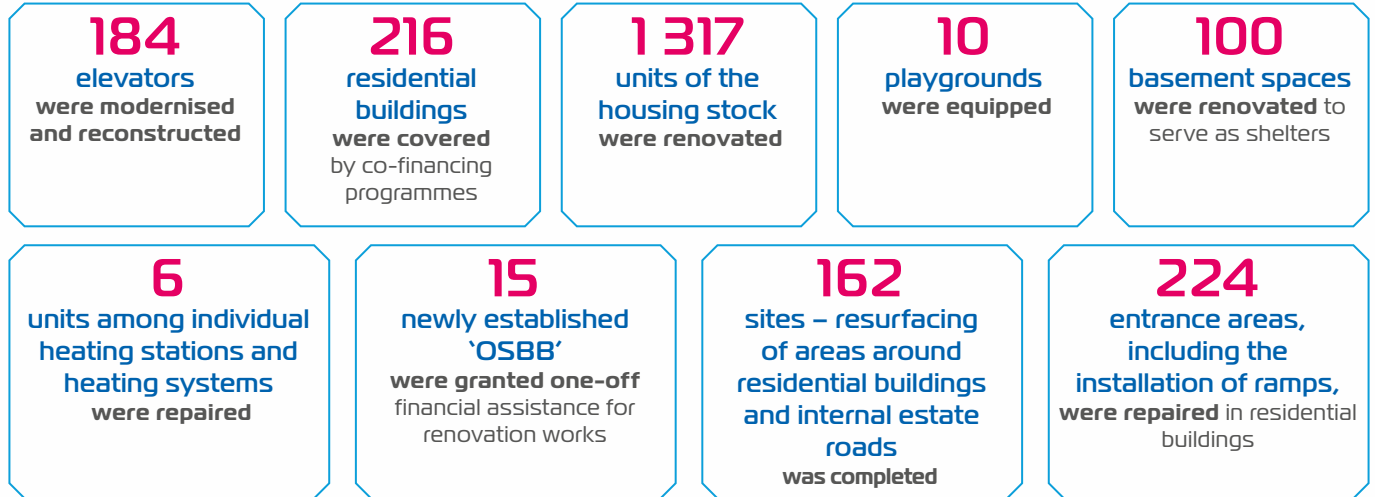 184
elevators
were modernised
and reconstructed
216
residential
buildings
were covered
by co-financing
programmes
1 317
units of the
housing stock
were renovated
10
playgrounds
were equipped
100
basement spaces
were renovated to
serve as shelters
6
units among individual
heating stations and
heating systems
were repaired
15
newly established
‵OSBB′
were granted one-off
financial assistance for
renovation works
162
sites – resurfacing
of areas around
residential buildings
and internal estate
roads
was completed
224
entrance areas,
including the
installation of ramps,
were repaired in residential
buildings